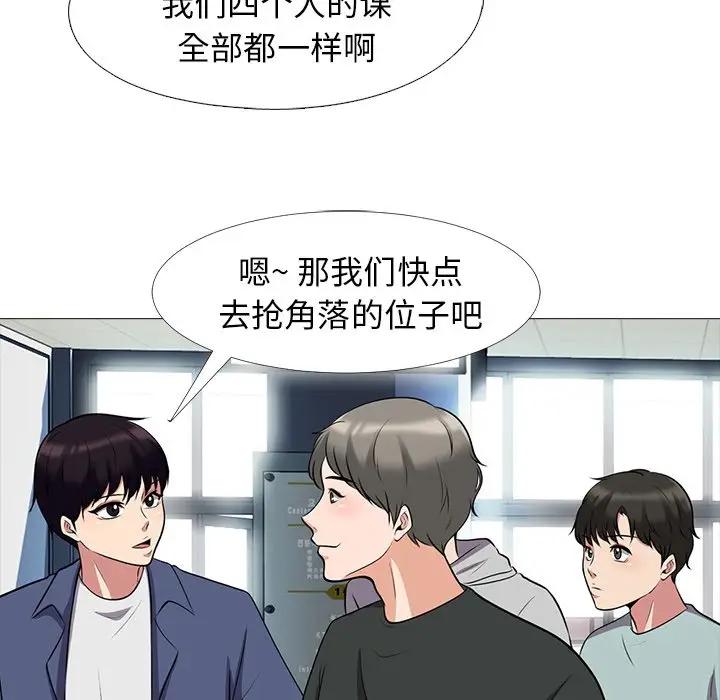 我们四个人的课
全部都一样啊
嗯~ 那我们快点
去抢角落的位子吧